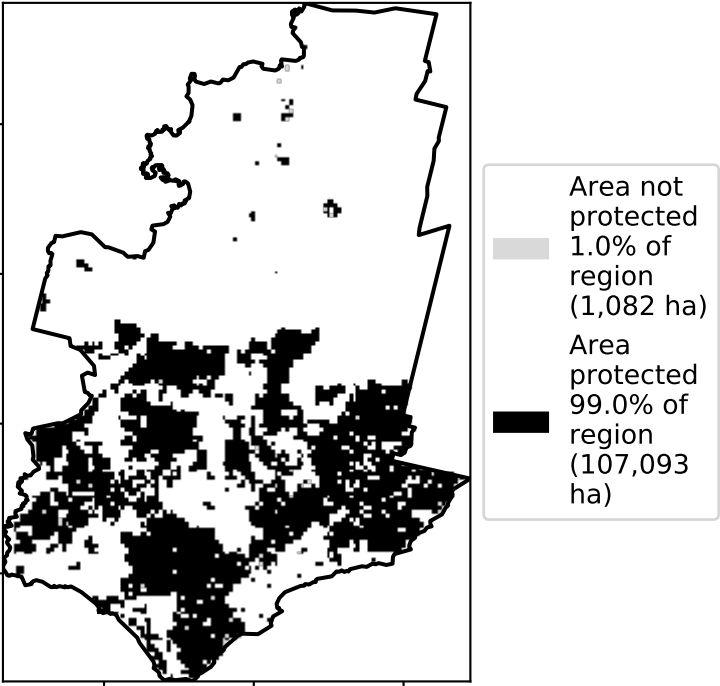 Area not
protected
1.0% of
region
(1,082 ha)
Area
protected
99.0% of
region
(107,093
ha)